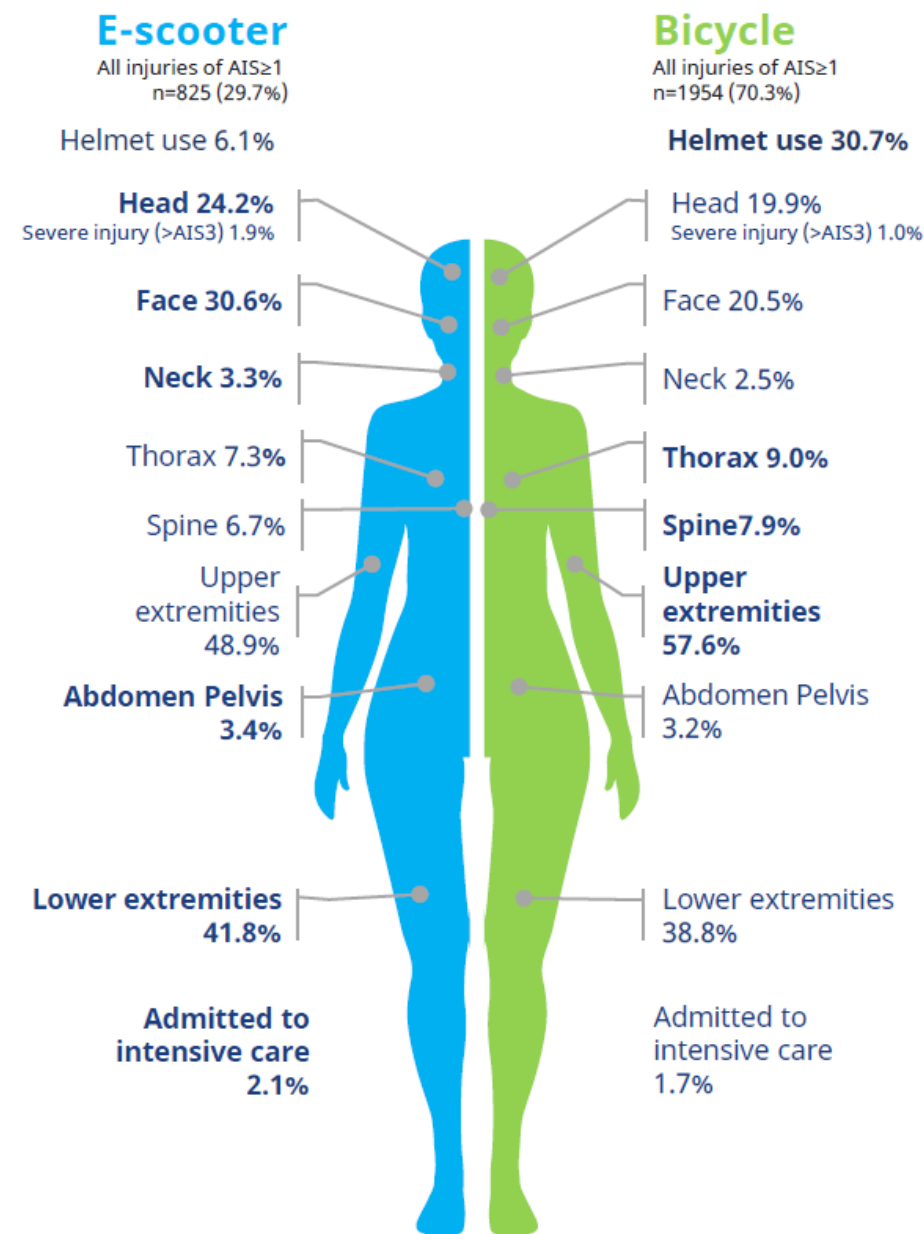 E-scooter
All injuries of AIS≥1
n=825 (29.7%)
Helmet use 6.1%
Head 24.2%
Severe injury (>AIS3) 1.9%
Face 30.6%
Neck 3.3%
Thorax 7.3%
Spine 6.7%
Upper
extremities
48.9%
Abdomen Pelvis
3.4%
Lower extremities
41.8%
Admitted to
intensive care
2.1%
Bicycle
All injuries of AIS≥1
n=1954 (70.3%)
Helmet use 30.7%
Head 19.9%
Severe injury (>AIS3) 1.0%
Face 20.5%
Neck 2.5%
Thorax 9.0%
Spine7.9%
Upper
extremities
57.6%
Abdomen Pelvis
3.2%
Lower extremities
38.8%
Admitted to
intensive care
1.7%